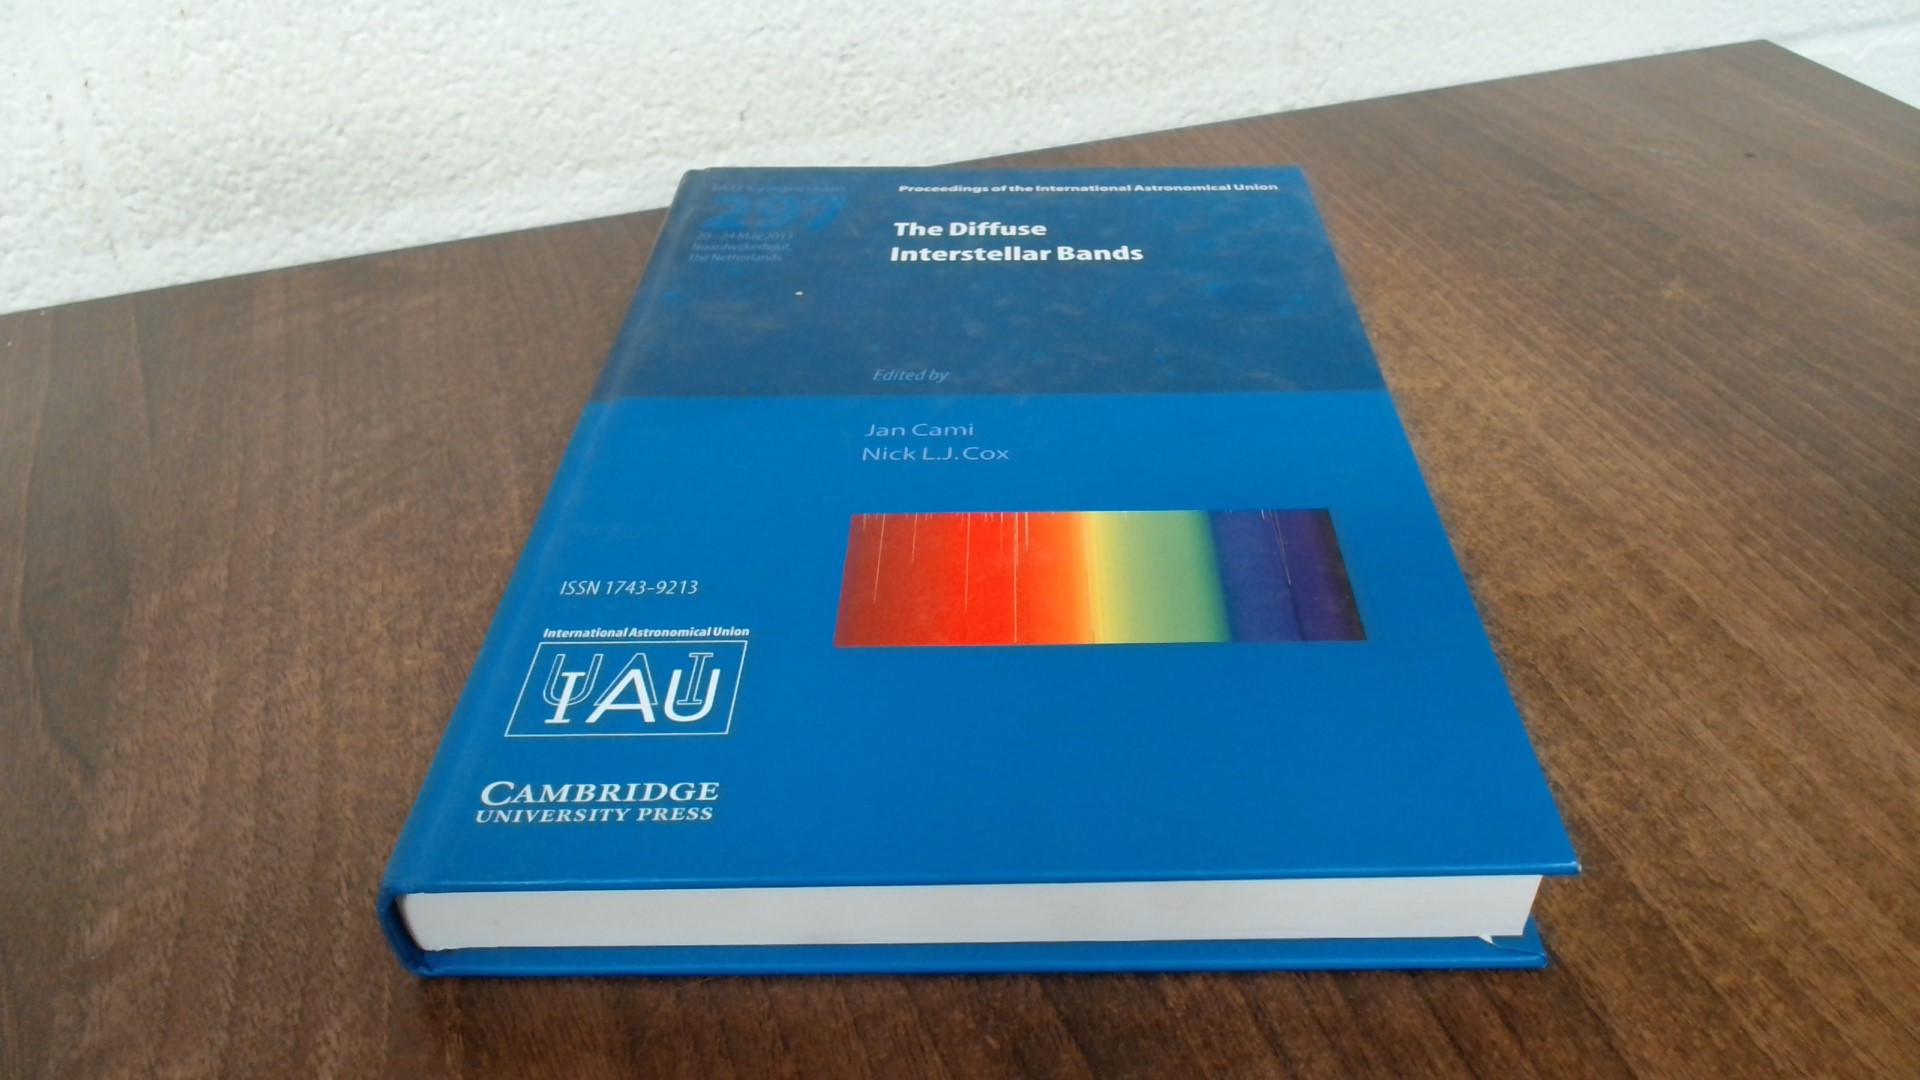 IAU Symposium
297
20–24 May 2013
Noordwijkerhout,
The Netherlands
Proceedings of the International Astronomical Union
The Diffuse
Interstellar Bands
Edited by
Jan Cami
Nick L.J. Cox
ISSN 1743-9213
International Astronomical Union
UAI
IAU
CAMBRIDGE
UNIVERSITY PRESS